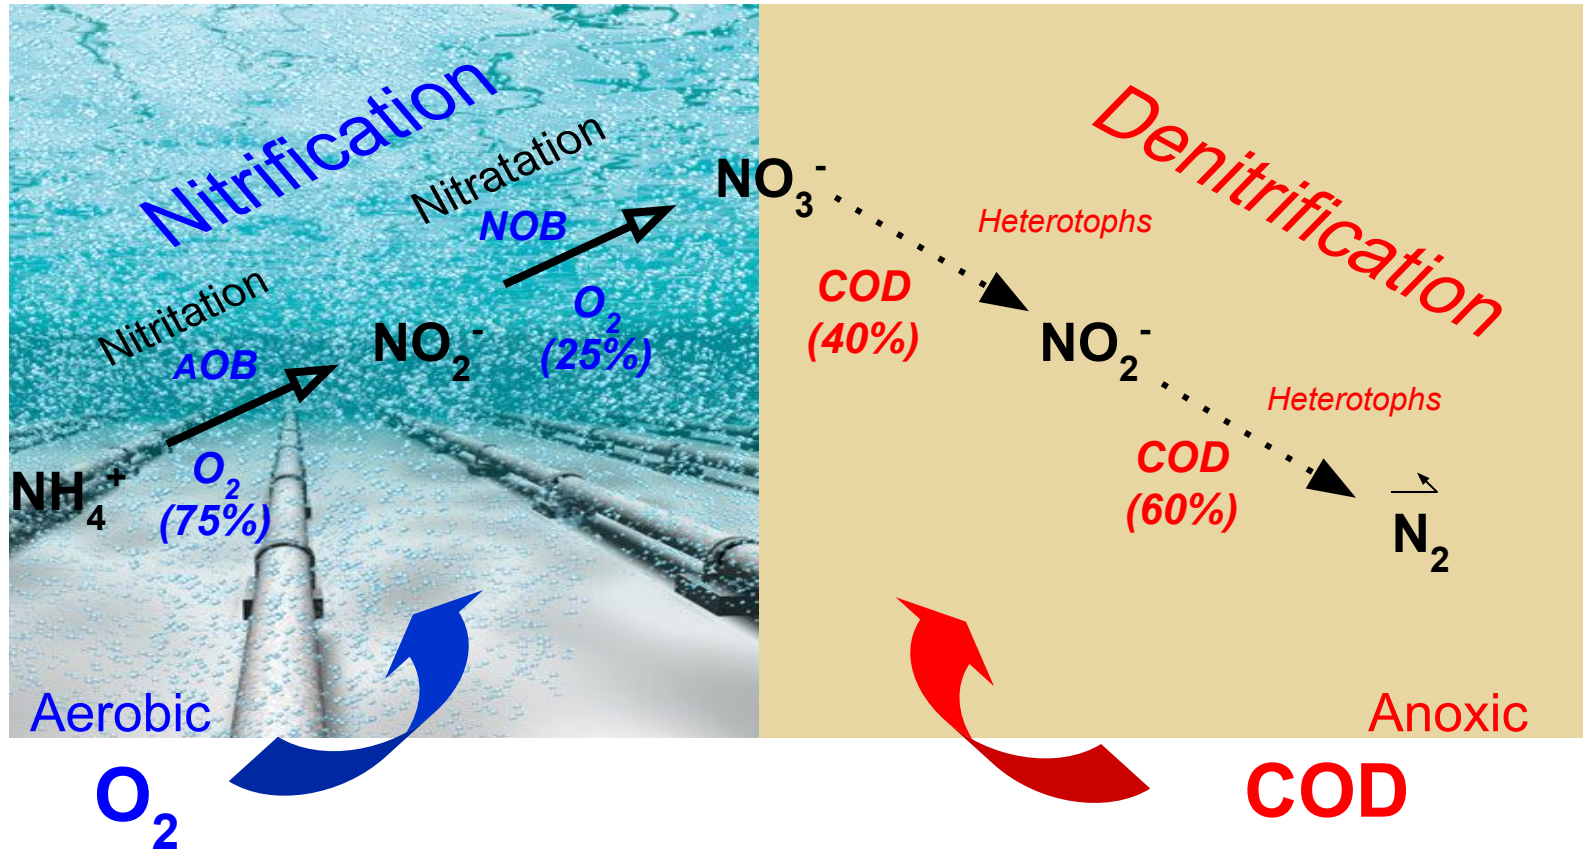 Nitrification
Nitratation
NOB
O₂
(25%)
Nitritation
AOB
NO₂⁻
NH₄⁺
O₂
(75%)
Aerobic
O₂
Denitrification
NO₃⁻
Heterotophs
COD
(40%)
NO₂⁻
Heterotophs
COD
(60%)
N₂
Anoxic
COD